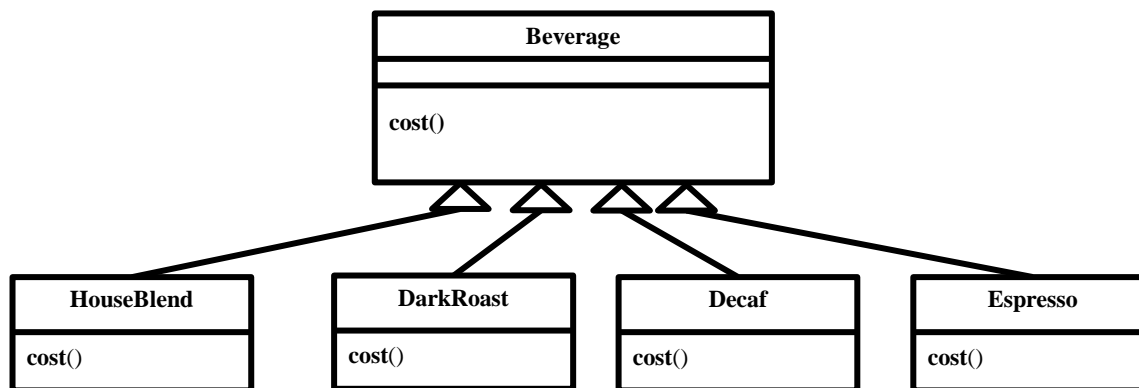 Beverage
cost()
HouseBlend
DarkRoast
Decaf
Espresso
cost()
cost()
cost()
cost()